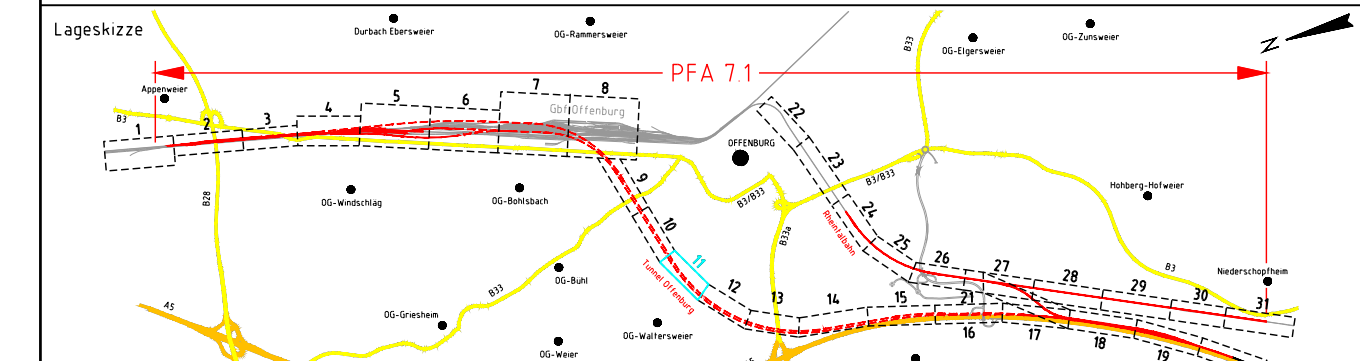 Lageskizze
Durbach Ebersweier
OG-Rammersweier
OG-Elgersweier
OG-Zunsweier
N
B33
PFA 7.1
Appenweier
B3
1
2
3
4
5
6
7
8
Gbf Offenburg
22
OFFENBURG
23
B3/B33
B3/B33
24
Rheintalbahn
25
Hohberg-Hofweier
B28
OG-Windschläg
OG-Bohlsbach
9
10
11
12
13
14
15
21
16
17
18
19
26
27
28
29
30
31
B33a
Tunnel Offenburg
B3
Niederschopfheim
OG-Bühl
B33
A5
OG-Griesheim
OG-Waltersweier
OG-Weier